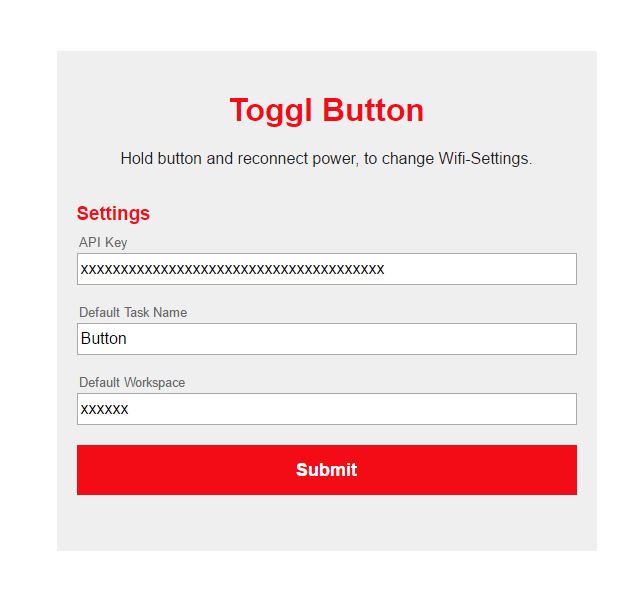 Toggl Button
Hold button and reconnect power, to change Wifi-Settings.
Settings
API Key
xxxxxxxxxxxxxxxxxxxxxxxxxxxxxxxxxxxxxx
Default Task Name
Button
Default Workspace
xxxxxx
Submit